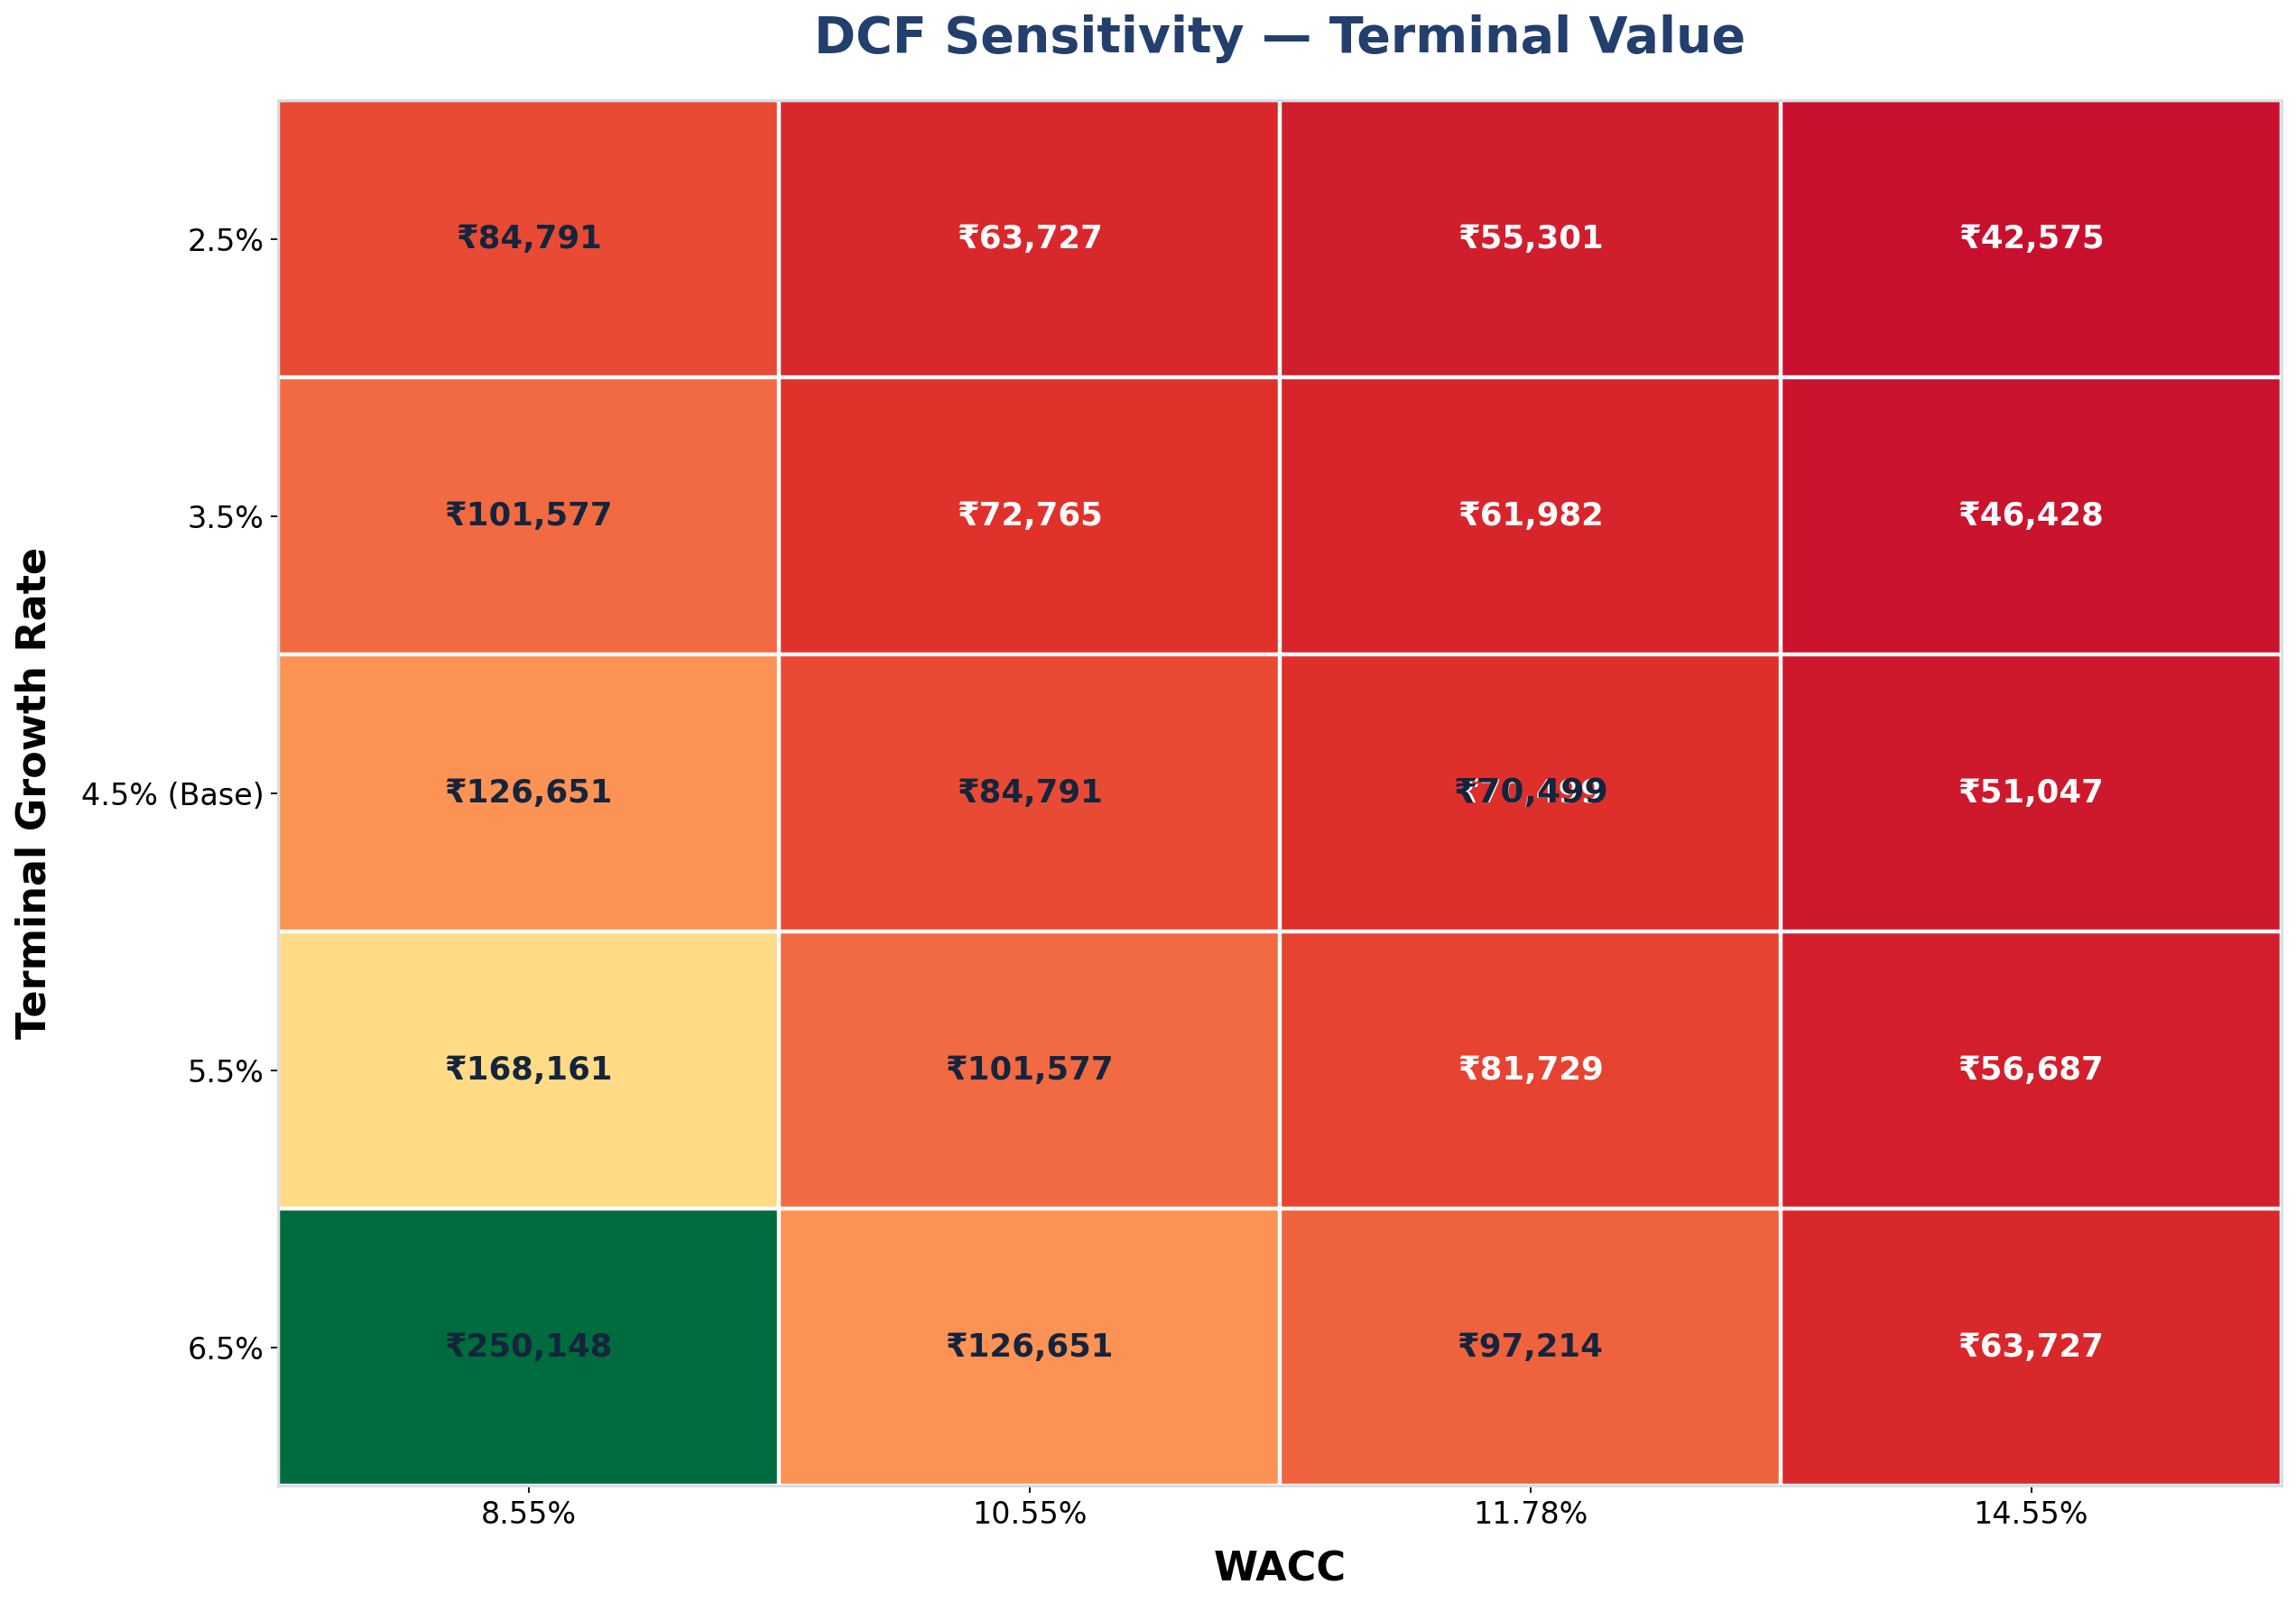 DCF Sensitivity — Terminal Value
Terminal Growth Rate
2.5% ₹84,791 ₹63,727 ₹55,301 ₹42,575
3.5% ₹101,577 ₹72,765 ₹61,982 ₹46,428
4.5% (Base) ₹126,651 ₹84,791 ₹70,499 ₹51,047
5.5% ₹168,161 ₹101,577 ₹81,729 ₹56,687
6.5% ₹250,148 ₹126,651 ₹97,214 ₹63,727
8.55% 10.55% 11.78% 14.55%
WACC